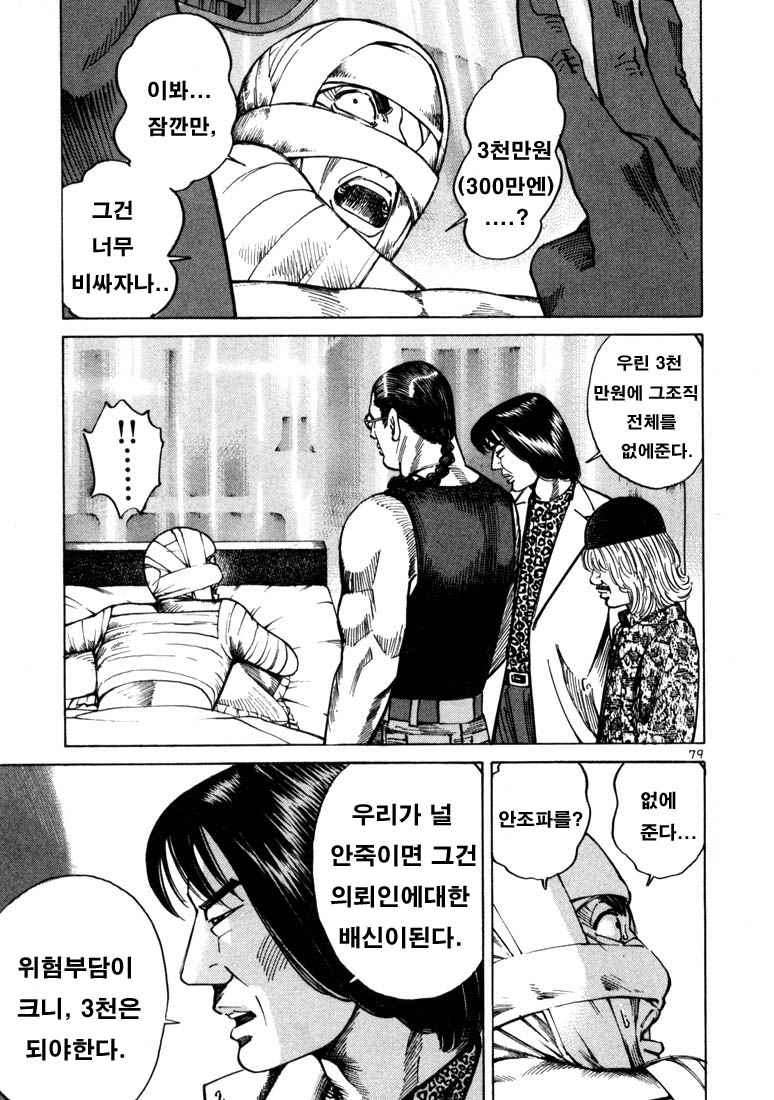 3천만원
(300만엔)
....?
이봐...
잠깐만,
그건
너무
비싸자나..
우린 3천
만원에 그조직
전체를
없에준다.
!!......
79
없에
준다...
안조파를?
우리가 널
안죽이면 그건
의뢰인에대한
배신이된다.
위험부담이
크니, 3천은
되야한다.